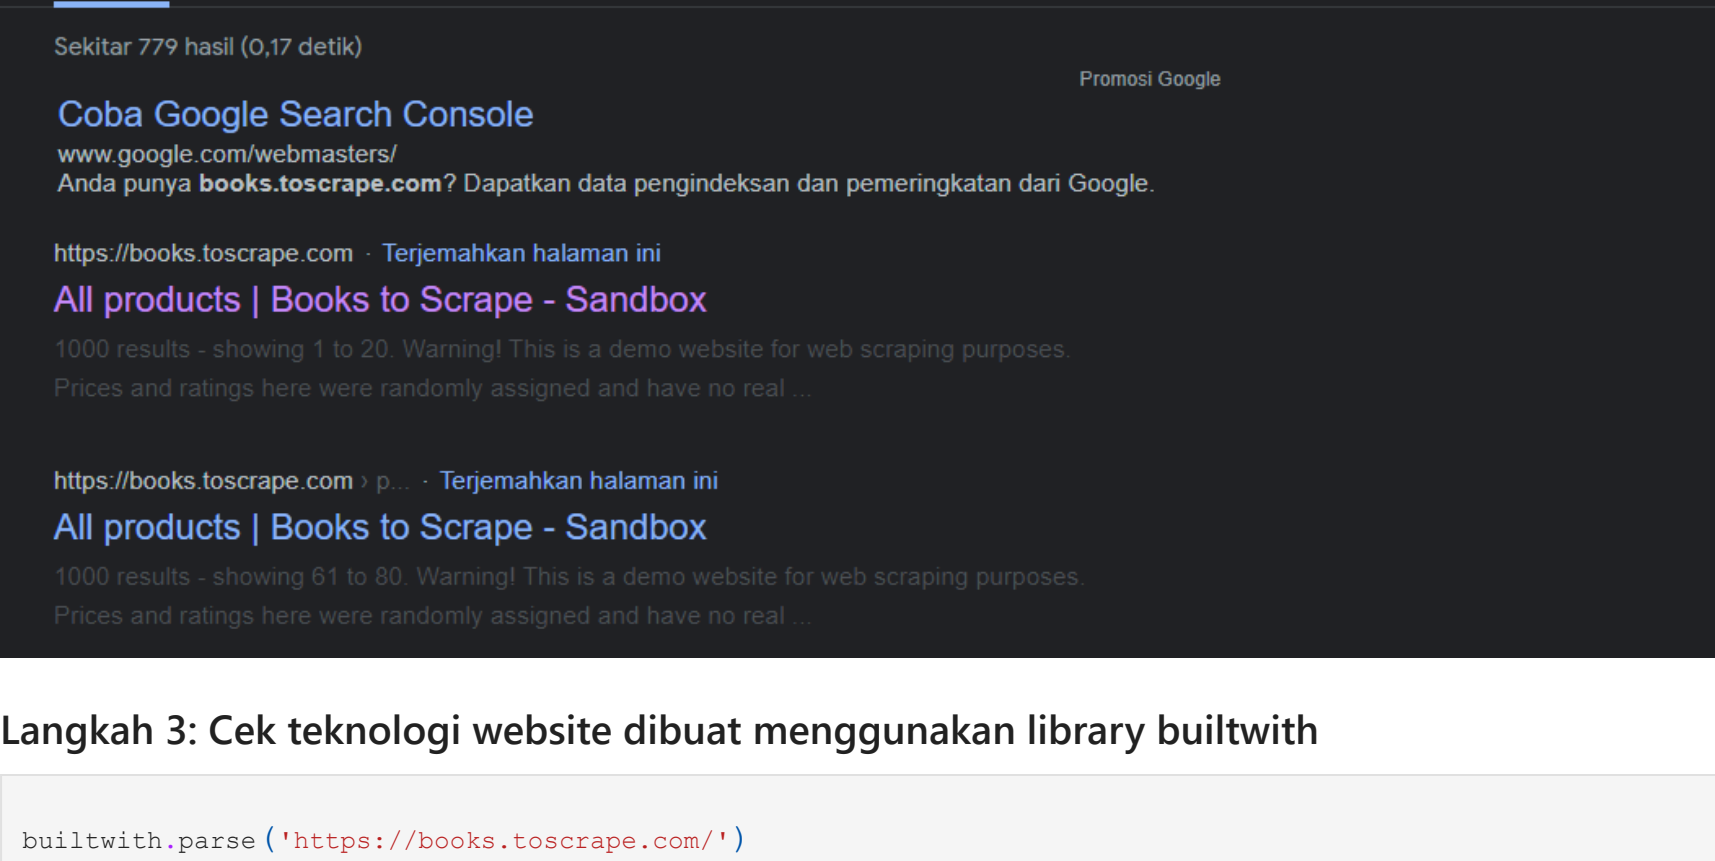 Sekitar 779 hasil (0,17 detik)
Promosi Google
Coba Google Search Console
www.google.com/webmasters/
Anda punya books.toscrape.com? Dapatkan data pengindeksan dan pemeringkatan dari Google.
https://books.toscrape.com · Terjemahkan halaman ini
All products | Books to Scrape - Sandbox
1000 results - showing 1 to 20. Warning! This is a demo website for web scraping purposes.
Prices and ratings here were randomly assigned and have no real ...
https://books.toscrape.com › p... · Terjemahkan halaman ini
All products | Books to Scrape - Sandbox
1000 results - showing 61 to 80. Warning! This is a demo website for web scraping purposes.
Prices and ratings here were randomly assigned and have no real ...
Langkah 3: Cek teknologi website dibuat menggunakan library builtwith
builtwith.parse('https://books.toscrape.com/')